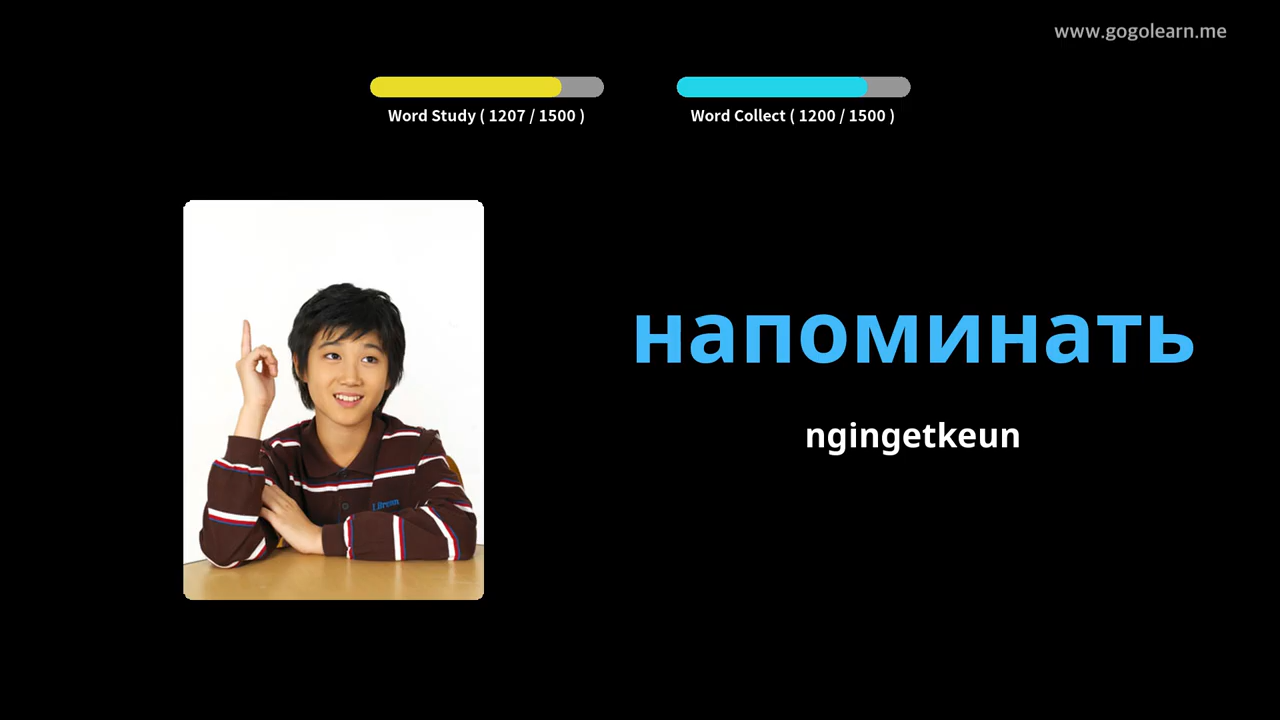 www.gogolearn.me
Word Study ( 1207 / 1500 )
Word Collect ( 1200 / 1500 )
напоминать
ngingetkeun